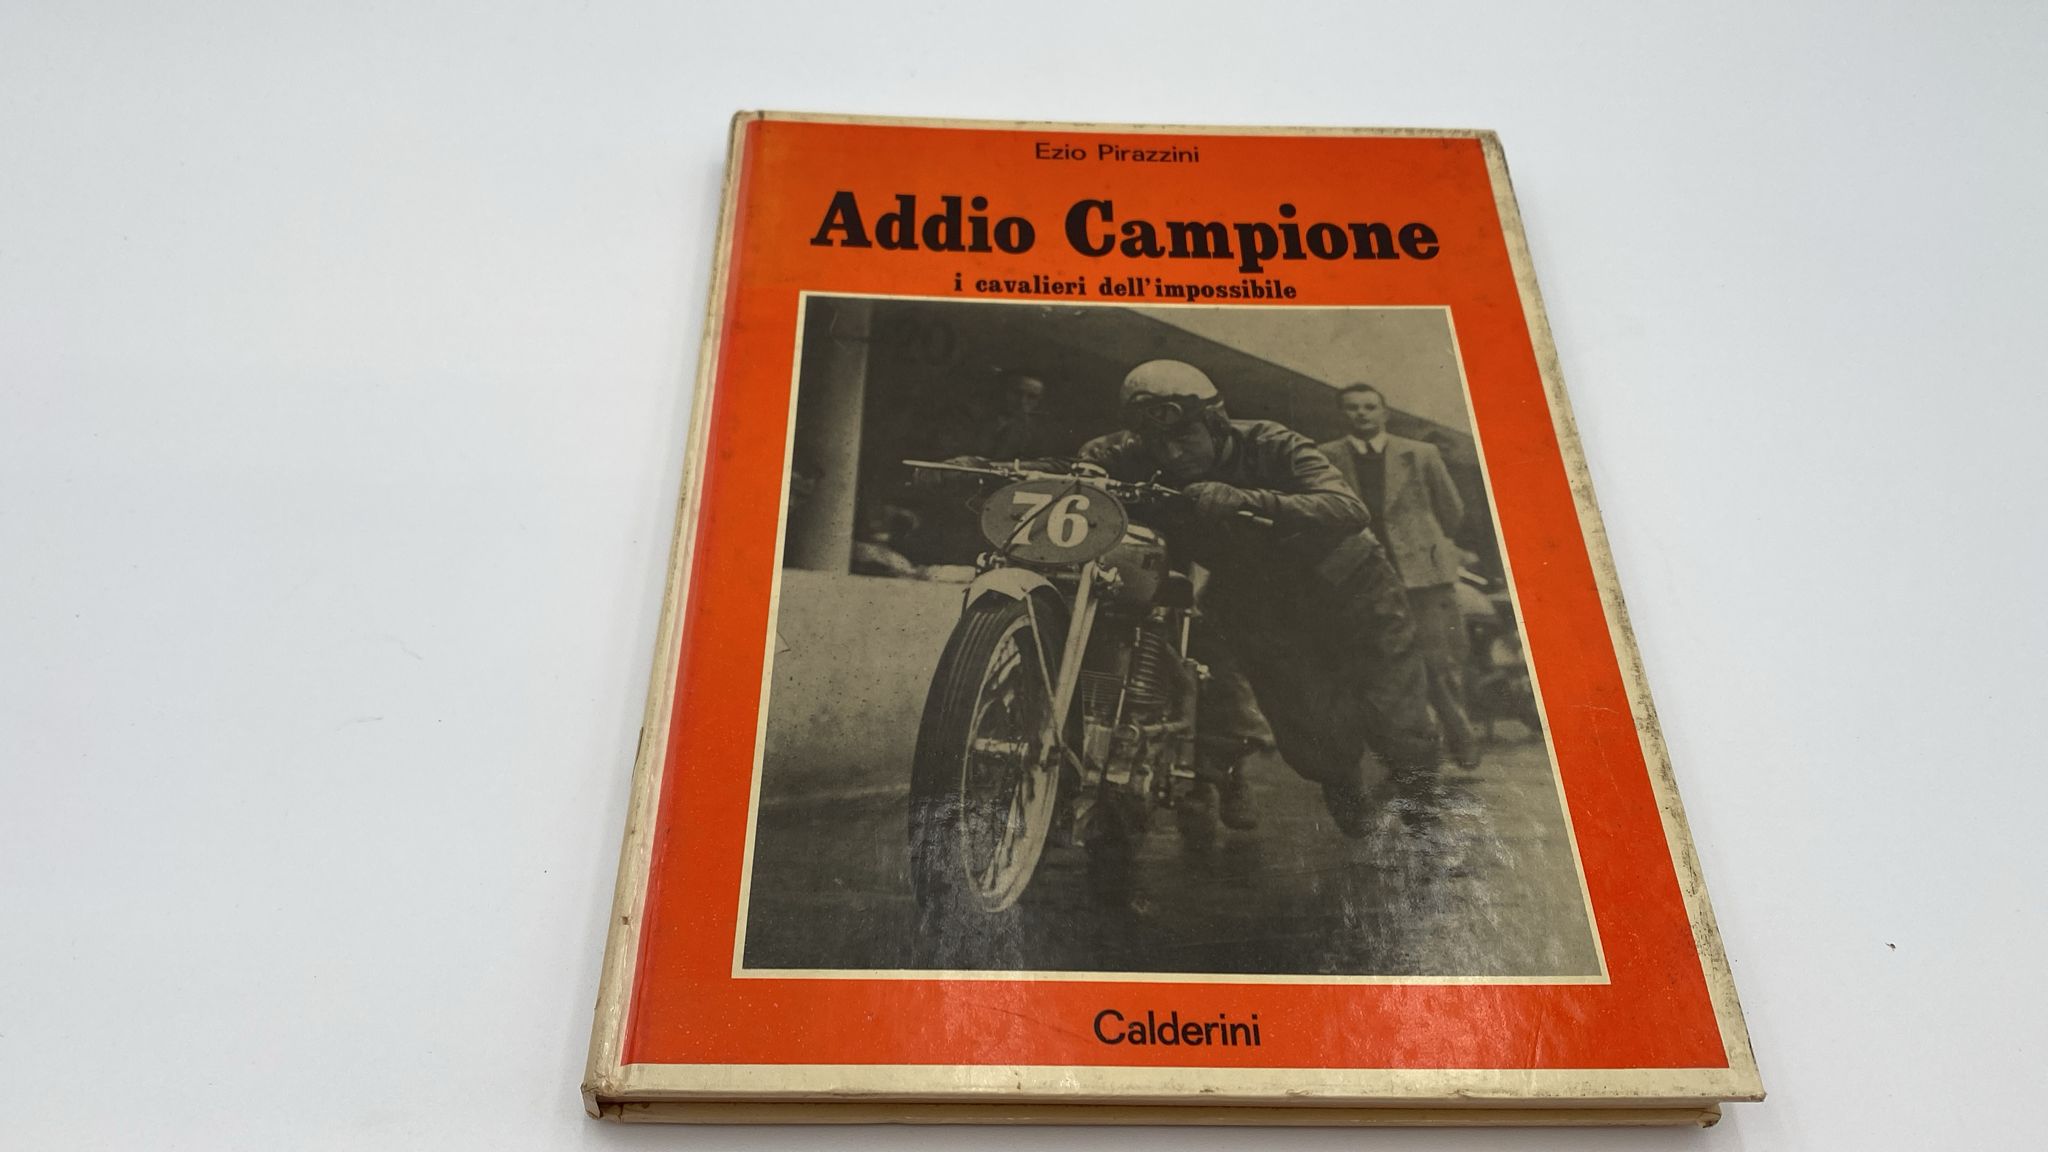 Ezio Pirazzini
Addio Campione
i cavalieri dell'impossibile
76
Calderini